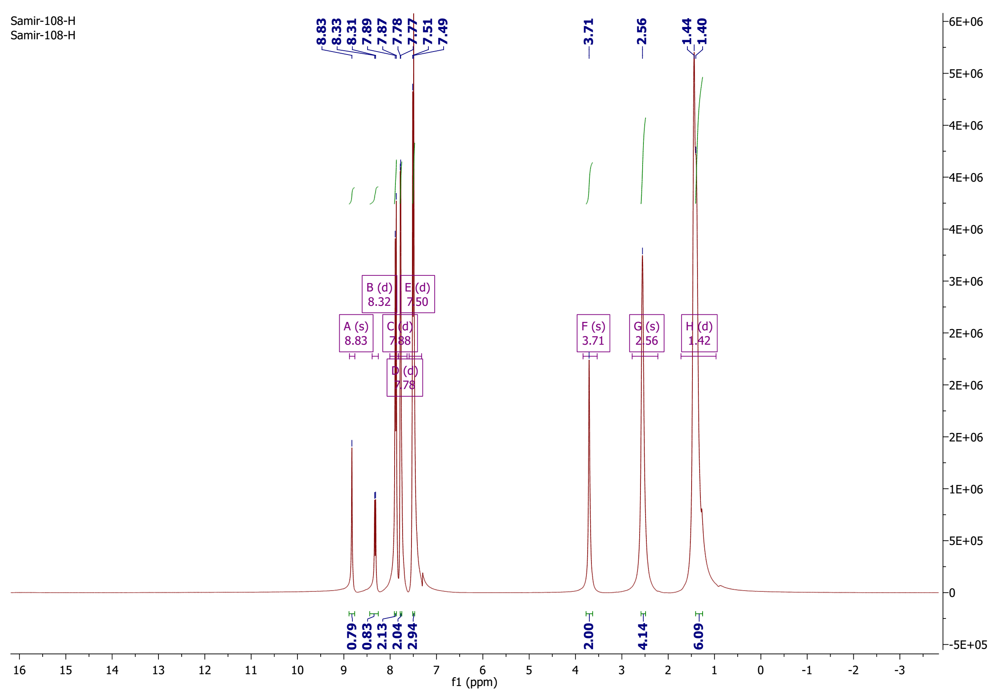 Samir-108-H
Samir-108-H
8.83
8.33
8.31
7.89
7.87
7.78
7.77
7.51
7.49
3.71
2.56
1.44
1.40
6E+06
5E+06
4E+06
4E+06
4E+06
3E+06
2E+06
2E+06
2E+06
1E+06
5E+05
0
-5E+05
B (d)
8.32
E (d)
7.50
A (s)
8.83
C (d)
7.88
D (d)
7.78
F (s)
3.71
G (s)
2.56
H (d)
1.42
0.79
0.83
2.13
2.04
2.94
2.00
4.14
6.09
16 15 14 13 12 11 10 9 8 7 6 5 4 3 2 1 0 -1 -2 -3
f1 (ppm)